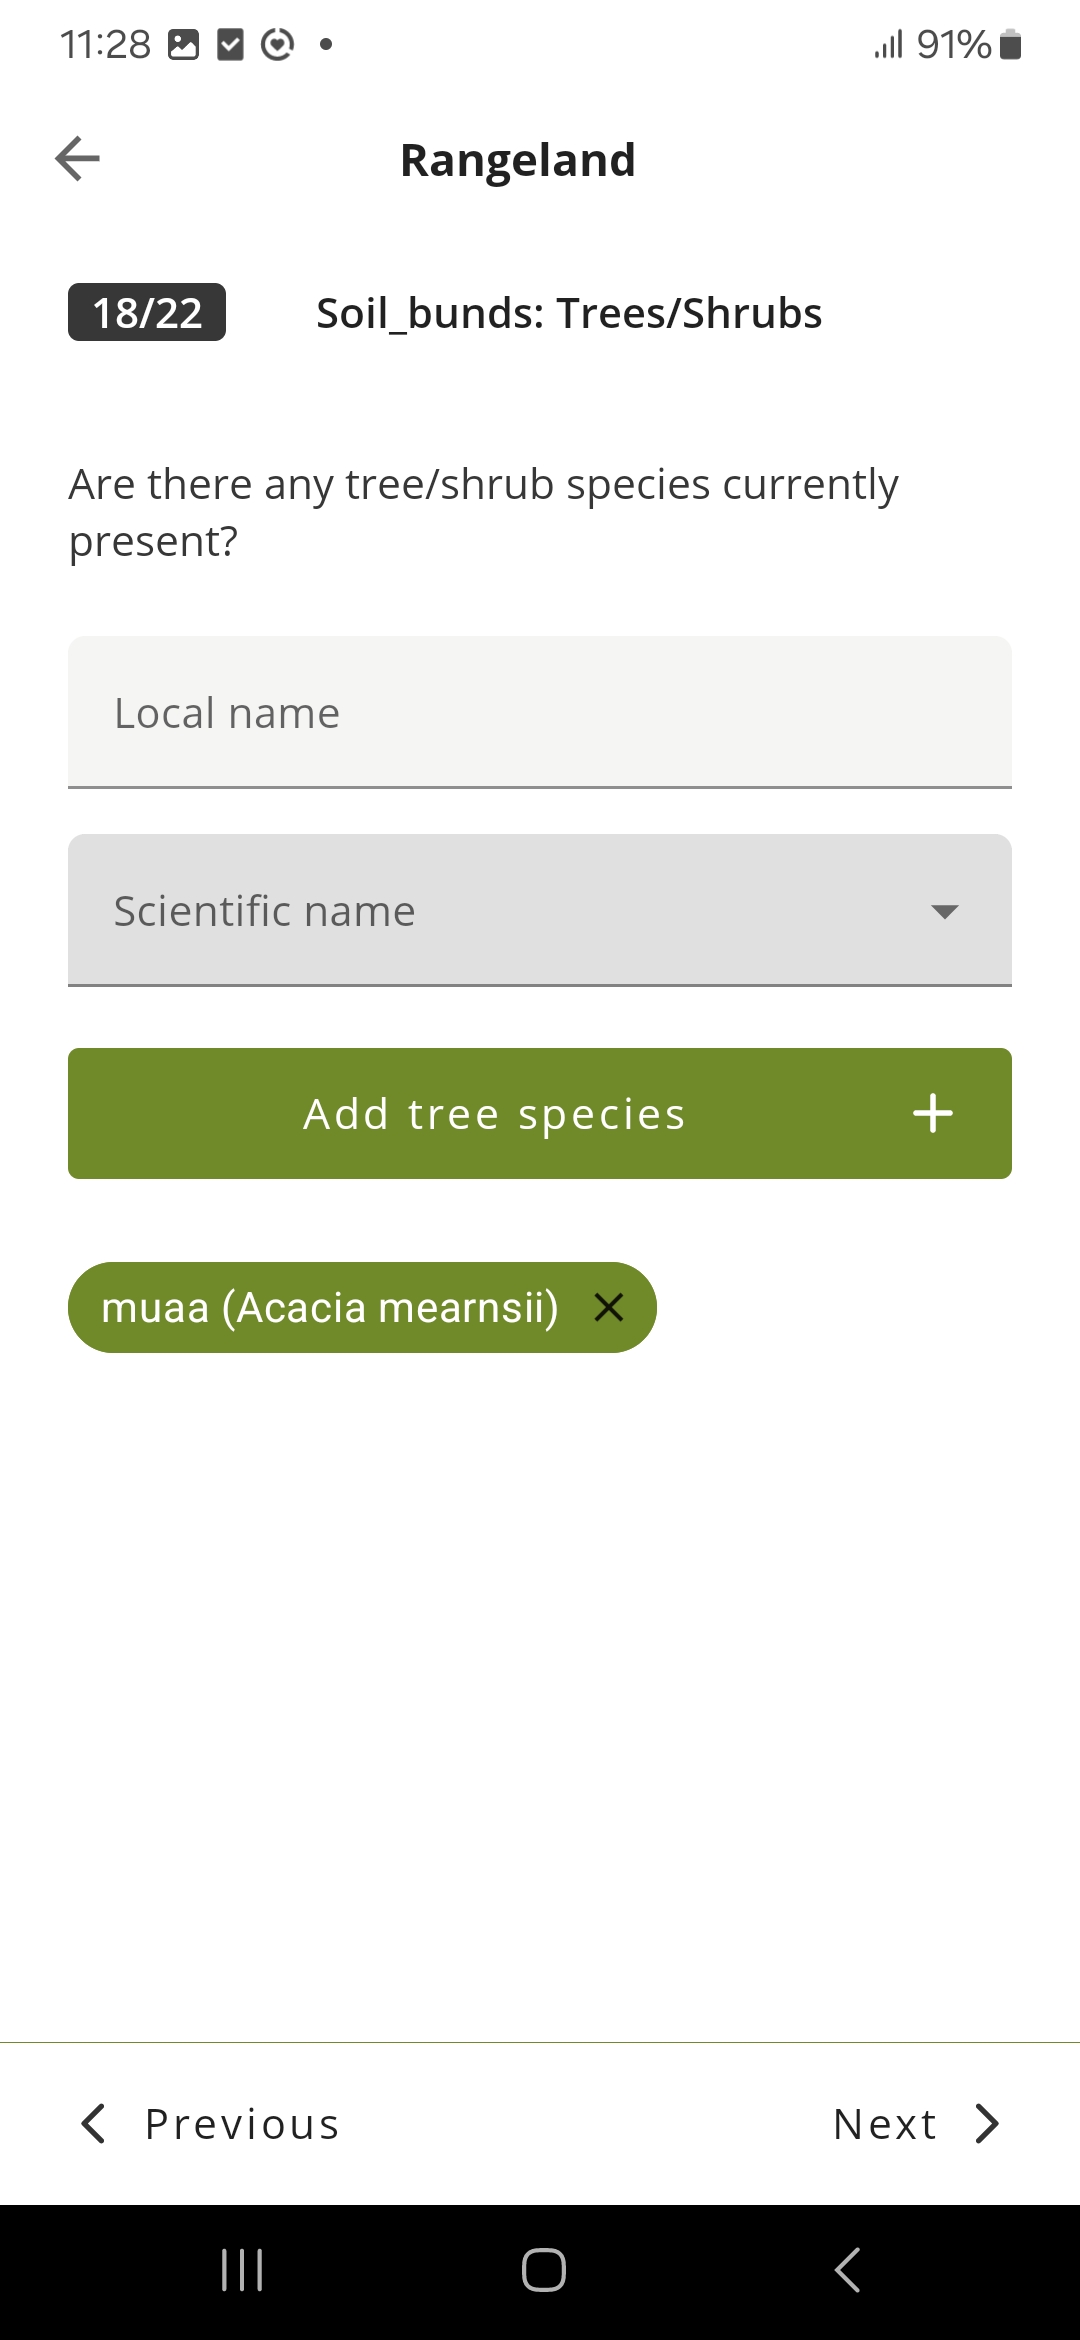 11:28
91%
Rangeland
18/22
Soil_bunds: Trees/Shrubs
Are there any tree/shrub species currently
present?
Local name
Scientific name
Add tree species
muaa (Acacia mearnsii)
Previous
Next